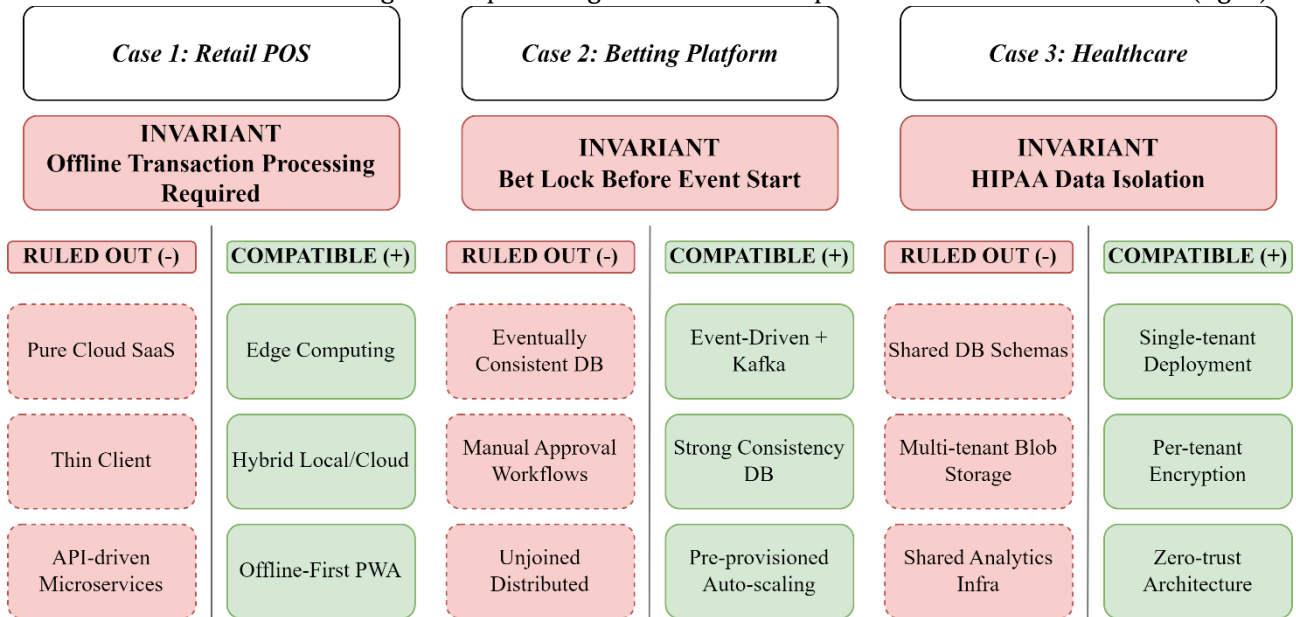 Case 1: Retail POS
Case 2: Betting Platform
Case 3: Healthcare
INVARIANT
Offline Transaction Processing
Required
INVARIANT
Bet Lock Before Event Start
INVARIANT
HIPAA Data Isolation
RULED OUT (-)
COMPATIBLE (+)
RULED OUT (-)
COMPATIBLE (+)
RULED OUT (-)
COMPATIBLE (+)
Pure Cloud SaaS
Edge Computing
Eventually
Consistent DB
Event-Driven +
Kafka
Shared DB Schemas
Single-tenant
Deployment
Thin Client
Hybrid Local/Cloud
Manual Approval
Workflows
Strong Consistency
DB
Multi-tenant Blob
Storage
Per-tenant
Encryption
API-driven
Microservices
Offline-First PWA
Unjoined
Distributed
Pre-provisioned
Auto-scaling
Shared Analytics
Infra
Zero-trust
Architecture